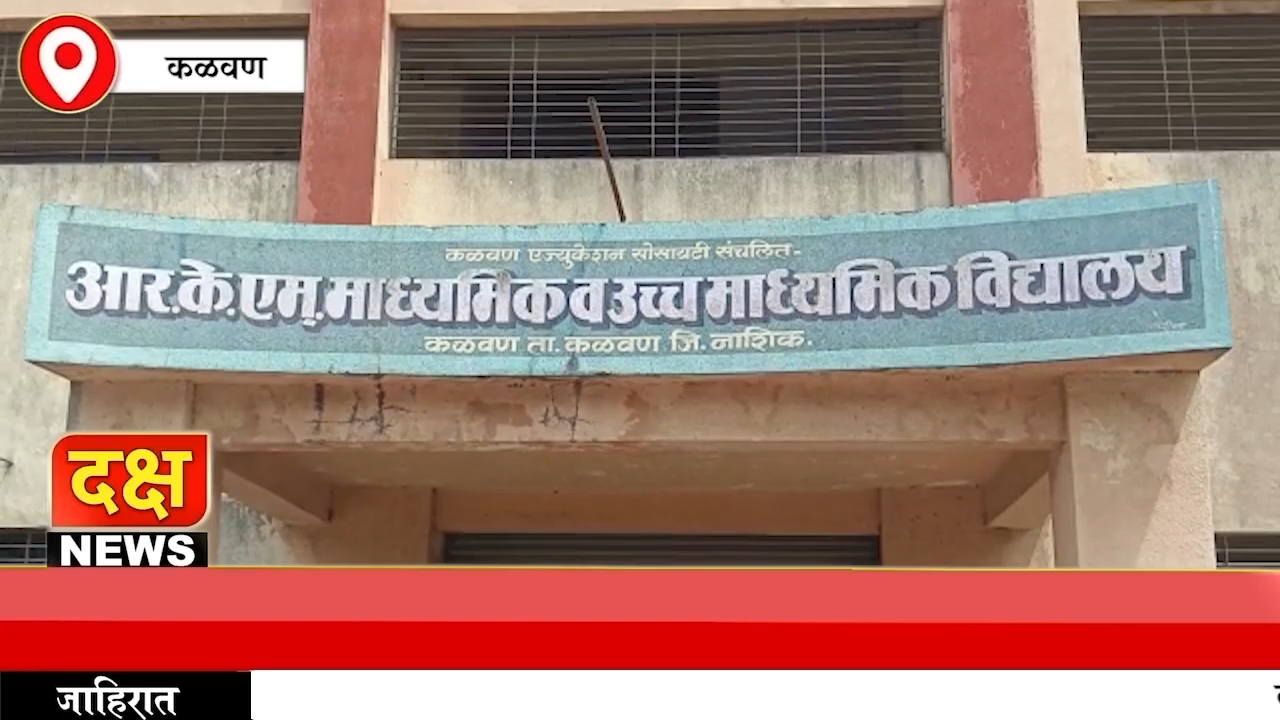 कळवण
कळवण एज्युकेशन सोसायटी संचलित-
आर.के.एम.माध्यमिक व उच्च माध्यमिक विद्यालय
कळवण ता. कळवण जि. नाशिक.
दक्ष
NEWS
जाहिरात